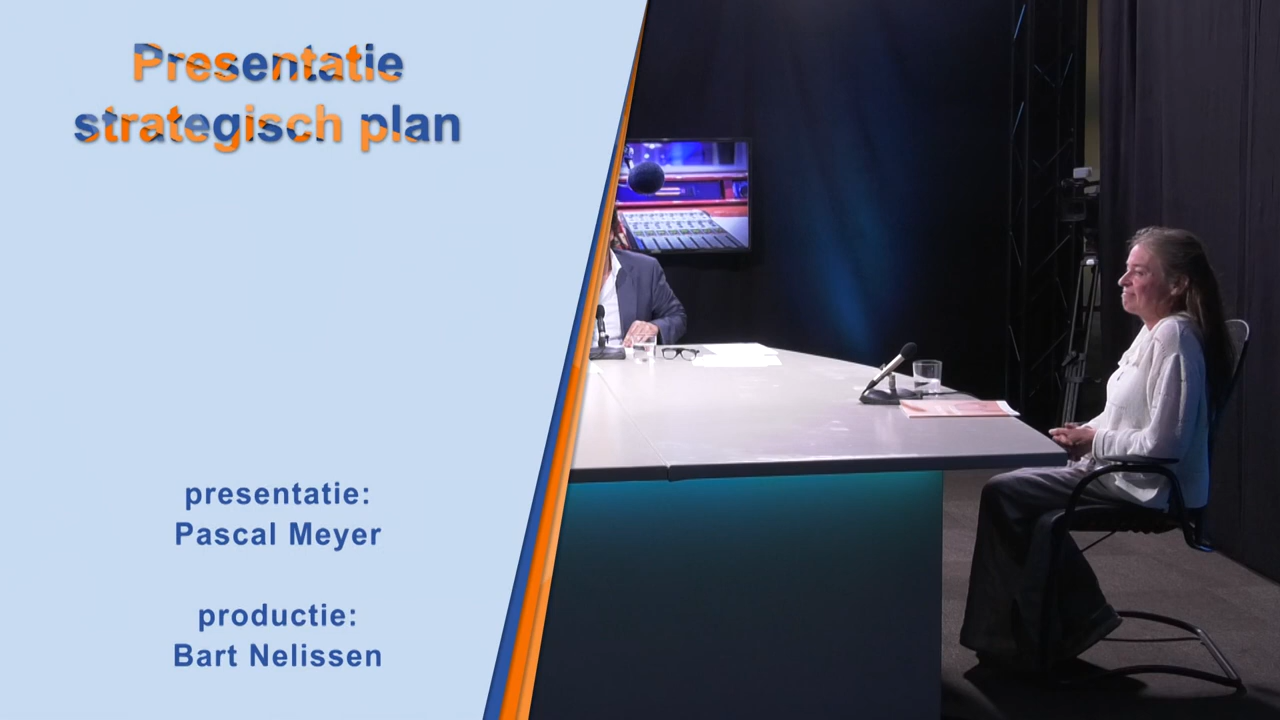 Presentatie
strategisch plan
presentatie:
Pascal Meyer
productie:
Bart Nelissen